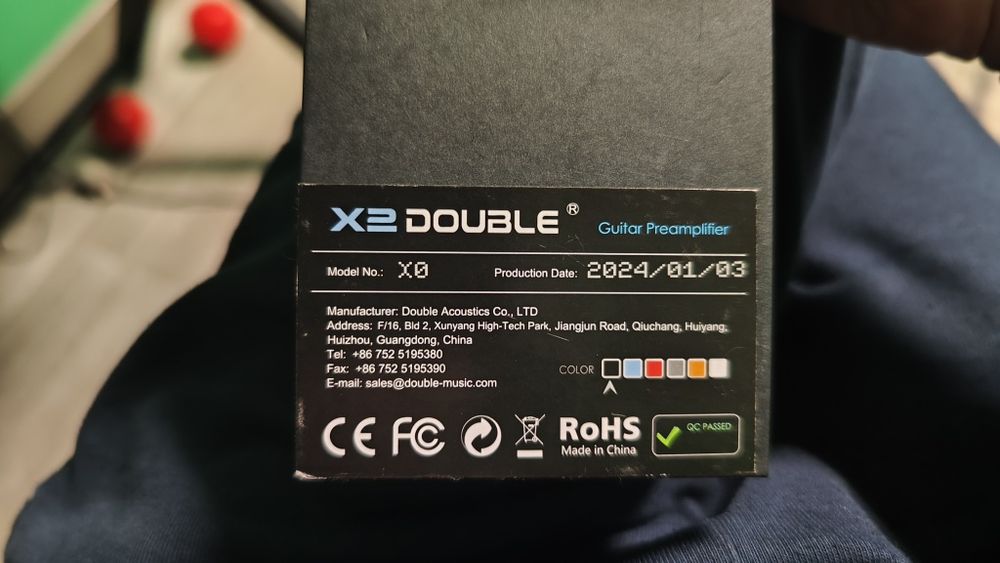 X2 DOUBLE ®
Guitar Preamplifier
Model No.: X0 Production Date: 2024/01/03
Manufacturer: Double Acoustics Co., LTD
Address: F/16, Bld 2, Xunyang High-Tech Park, Jiangjun Road, Qiuchang, Huiyang,
Huizhou, Guangdong, China
Tel: +86 752 5195380
Fax: +86 752 5195390
E-mail: sales@double-music.com
COLOR
CE FC RoHS
Made in China
QC PASSED